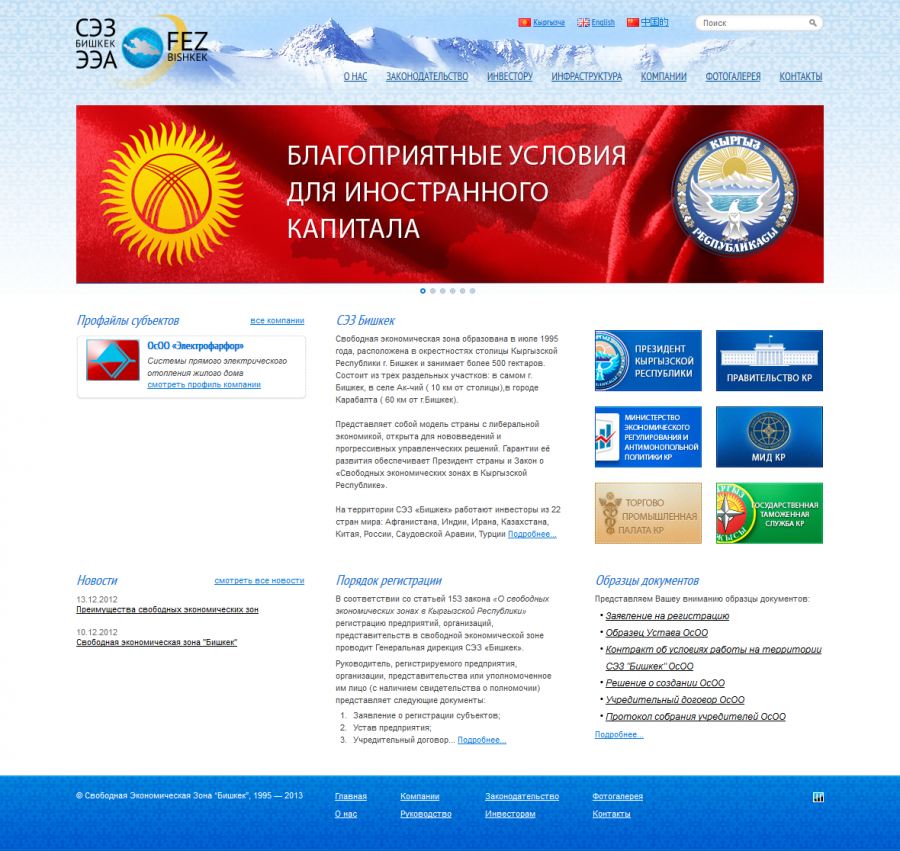 СЭЗ
БИШКЕК
ЭЭА
FEZ
BISHKEK
Кыргызча
English
中国的
Поиск
О НАС
ЗАКОНОДАТЕЛЬСТВО
ИНВЕСТОРУ
ИНФРАСТРУКТУРА
КОМПАНИИ
ФОТОГАЛЕРЕЯ
КОНТАКТЫ
БЛАГОПРИЯТНЫЕ УСЛОВИЯ
ДЛЯ ИНОСТРАННОГО
КАПИТАЛА
КЫРГЫЗ
РЕСПУБЛИКАСЫ
Профайлы субъектов
все компании
ОсОО «Электрофарфор»
Системы прямого электрического
отопления жилого дома
смотреть профиль компании
СЭЗ Бишкек
Свободная экономическая зона образована в июле 1995
года, расположена в окрестностях столицы Кыргызской
Республики г. Бишкек и занимает более 500 гектаров.
Состоит из трех раздельных участков: в самом г.
Бишкек, в селе Ак-чий ( 10 км от столицы),в городе
Карабалта ( 60 км от г.Бишкек).
Представляет собой модель страны с либеральной
экономикой, открыта для нововведений и
прогрессивных управленческих решений. Гарантии её
развития обеспечивает Президент страны и Закон о
«Свободных экономических зонах в Кыргызской
Республике».
На территории СЭЗ «Бишкек» работают инвесторы из 22
стран мира: Афганистана, Индии, Ирана, Казахстана,
Китая, России, Саудовской Аравии, Турции Подробнее...
ПРЕЗИДЕНТ
КЫРГЫЗСКОЙ
РЕСПУБЛИКИ
ПРАВИТЕЛЬСТВО КР
МИНИСТЕРСТВО
ЭКОНОМИЧЕСКОГО
РЕГУЛИРОВАНИЯ И
АНТИМОНОПОЛЬНОЙ
ПОЛИТИКИ КР
МИД КР
ТОРГОВО
ПРОМЫШЛЕННАЯ
ПАЛАТА КР
ГОСУДАРСТВЕННАЯ
ТАМОЖЕННАЯ
СЛУЖБА КР
Новости
смотреть все новости
13.12.2012
Преимущества свободных экономических зон
10.12.2012
Свободная экономическая зона "Бишкек"
Порядок регистрации
В соответствии со статьей 153 закона «О свободных
экономических зонах в Кыргызской Республики»
регистрацию предприятий, организаций,
представительств в свободной экономической зоне
проводит Генеральная дирекция СЭЗ «Бишкек».
Руководитель, регистрируемого предприятия,
организации, представительства или уполномоченное
им лицо (с наличием свидетельства о полномочии)
представляет следующие документы:
1. Заявление о регистрации субъектов;
2. Устав предприятия;
3. Учредительный договор... Подробнее...
Образцы документов
Представляем Вашеу вниманию образцы документов:
• Заявление на регистрацию
• Образец Устава ОсОО
• Контракт об условиях работы на территории
СЭЗ "Бишкек" ОсОО
• Решение о создании ОсОО
• Учредительный договор ОсОО
• Протокол собрания учредителей ОсОО
Подробнее...
© Свободная Экономическая Зона "Бишкек", 1995 — 2013
Главная
Компании
Законодательство
Фотогалерея
О нас
Руководство
Инвесторам
Контакты